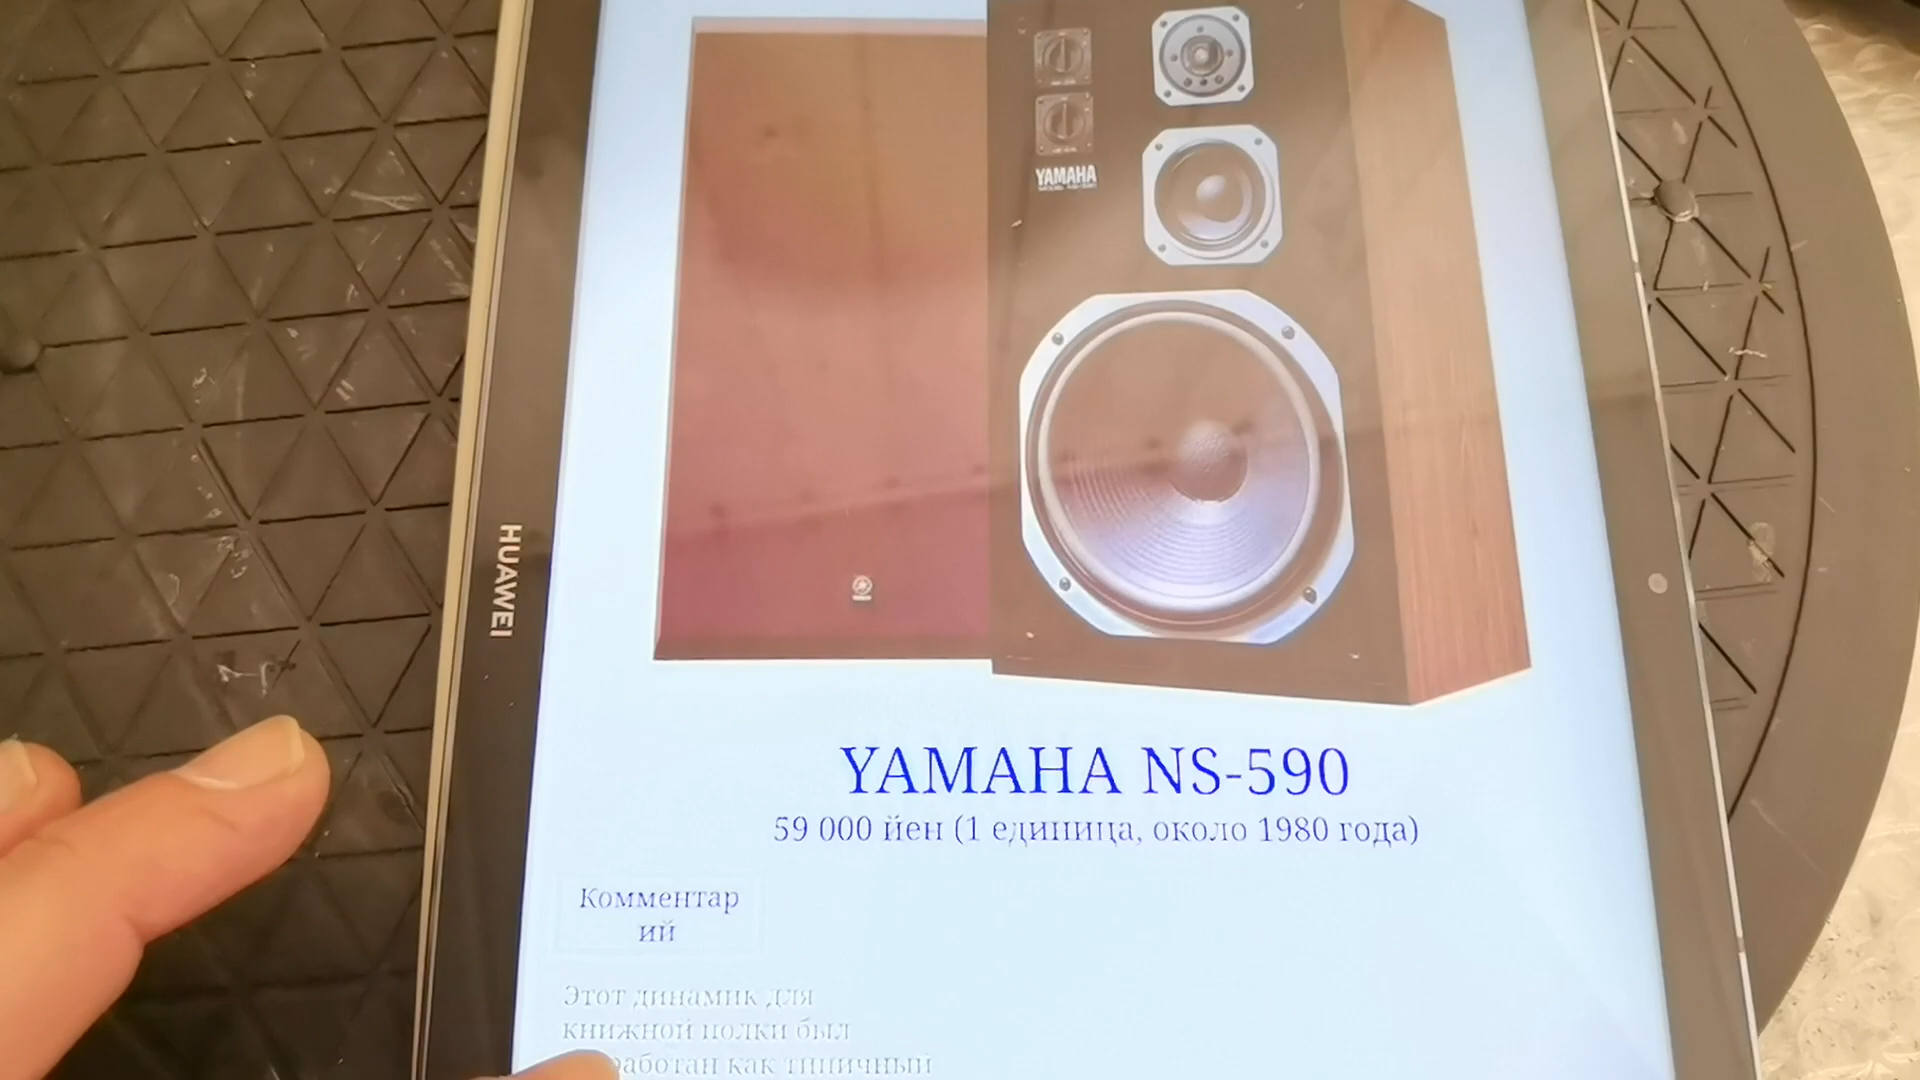 YAMAHA
HUAWEI
YAMAHA NS-590
59 000 йен (1 единица, около 1980 года)
Комментар
ий
Этот динамик для
книжной полки был
как типичный